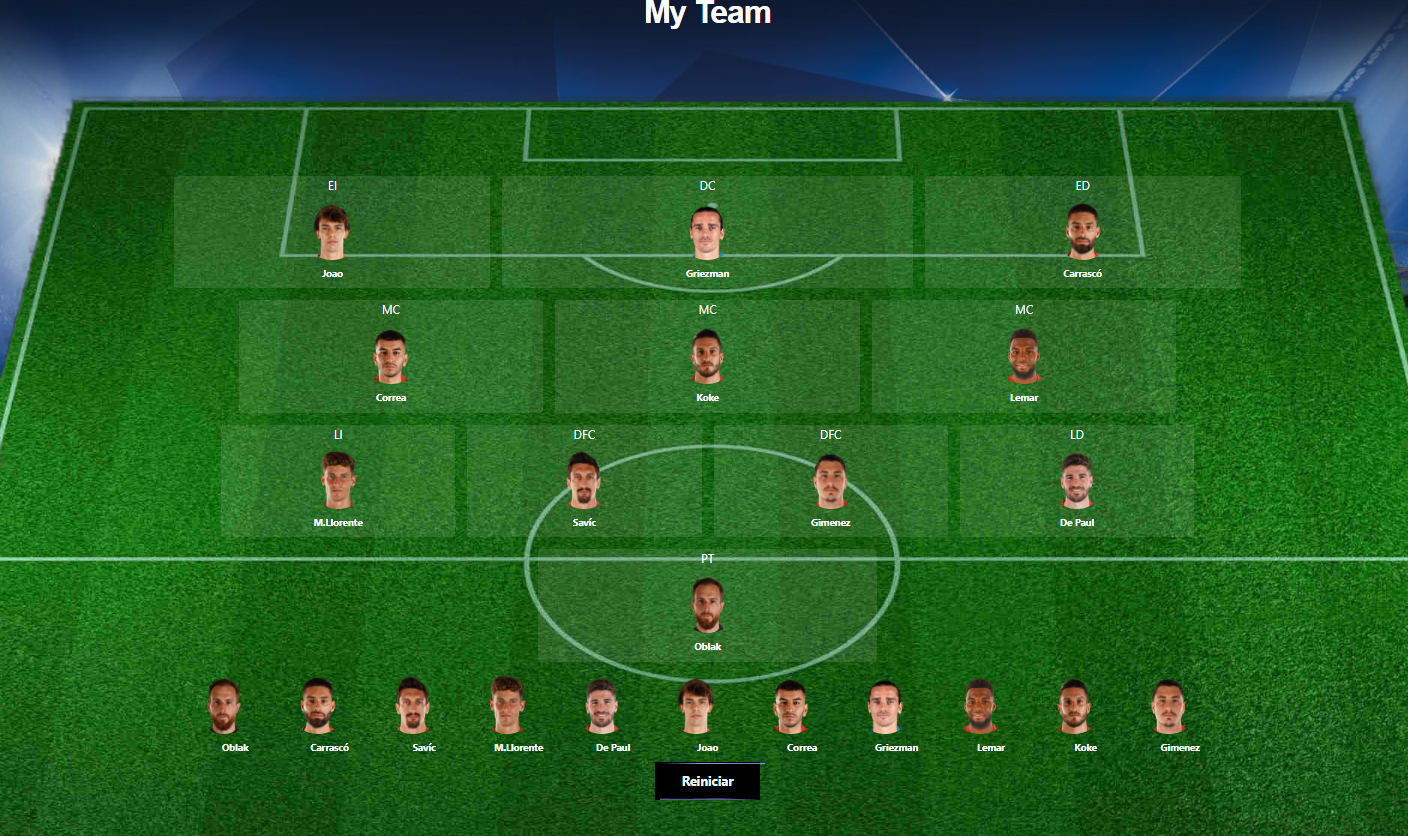 My Team
EI DC ED
Joao Griezman Carrascó
MC MC MC
Correa Koke Lemar
LI DFC DFC LD
M.Llorente Savíc Gimenez De Paul
PT
Oblak
Oblak Carrascó Savíc M.Llorente De Paul Joao Correa Griezman Lemar Koke Gimenez
Reiniciar